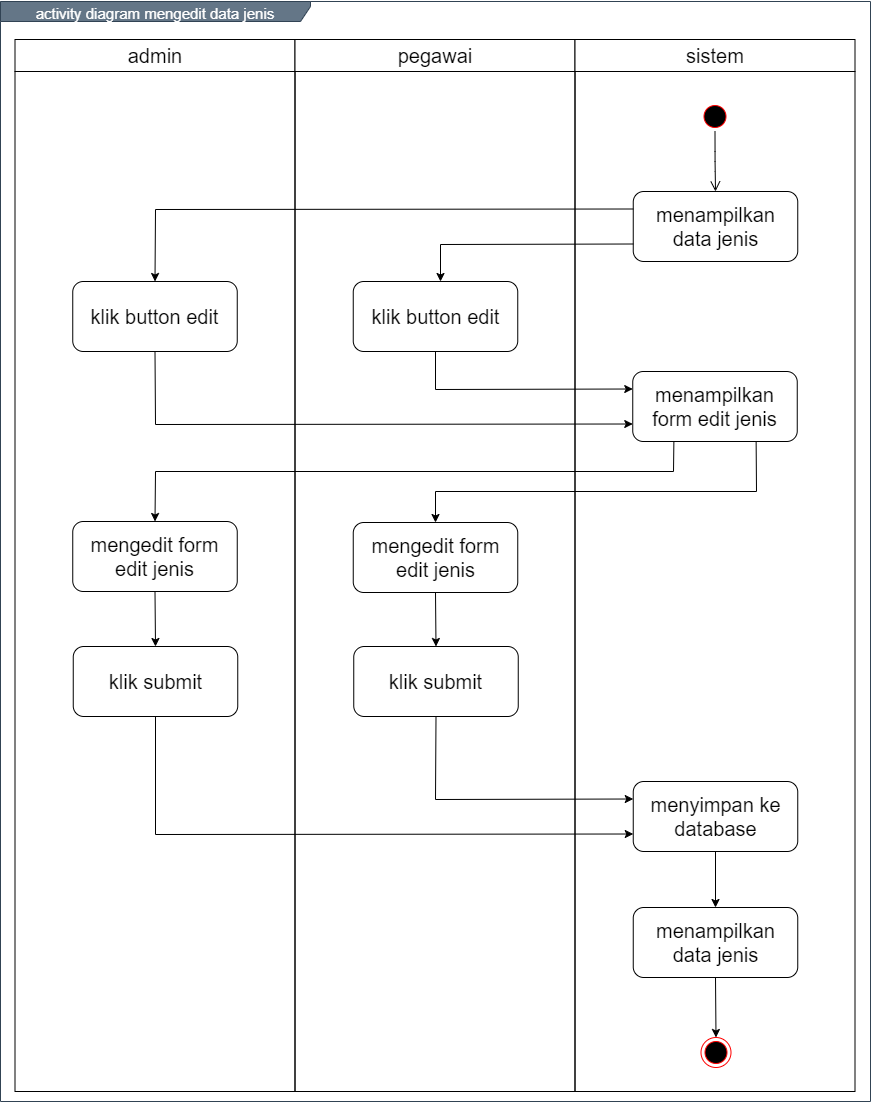 activity diagram mengedit data jenis
admin
pegawai
sistem
menampilkan
data jenis
klik button edit
klik button edit
menampilkan
form edit jenis
mengedit form
edit jenis
mengedit form
edit jenis
klik submit
klik submit
menyimpan ke
database
menampilkan
data jenis